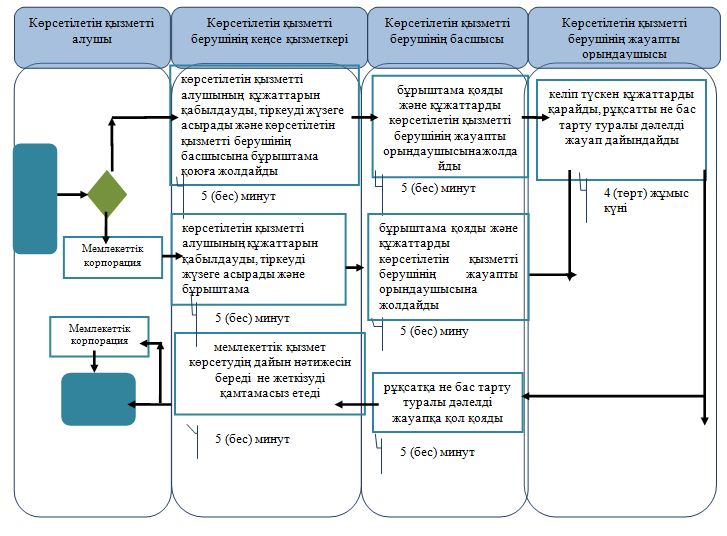 Көрсетілетін қызметті
алушы
Көрсетілетін қызметті
берушінің кеңсе қызметкері
Көрсетілетін қызметті
берушінің басшысы
Көрсетілетін қызметті
берушінің жауапты
орындаушысы
көрсетілетін қызметті
алушының құжаттарын
қабылдауды, тіркеуді жүзеге
асырады және көрсетілетін
қызметті берушінің
басшысына бұрыштама
қоюға жолдайды
5 (бес) минут
бұрыштама қояды
және құжаттарды
көрсетілетін қызметті
берушінің жауапты
орындаушысынажолда
йды
5 (бес) минут
келіп түскен құжаттарды
қарайды, рұқсатты не бас
тарту туралы дәлелді
жауап дайындайды
4 (төрт) жұмыс
күні
Мемлекеттік
корпорация
көрсетілетін қызметті
алушының құжаттарын
қабылдауды, тіркеуді
жүзеге асырады және
бұрыштама
5 (бес) минут
бұрыштама қояды және
құжаттарды
көрсетілетін қызметті
берушінің жауапты
орындаушысына
жолдайды
5 (бес) мину
Мемлекеттік
корпорация
мемлекеттік қызмет
көрсетудің дайын нәтижесін
береді не жеткізуді
қамтамасыз етеді
5 (бес) минут
рұқсатқа не бас тарту
туралы дәлелді
жауапқа қол қояды
5 (бес) минут